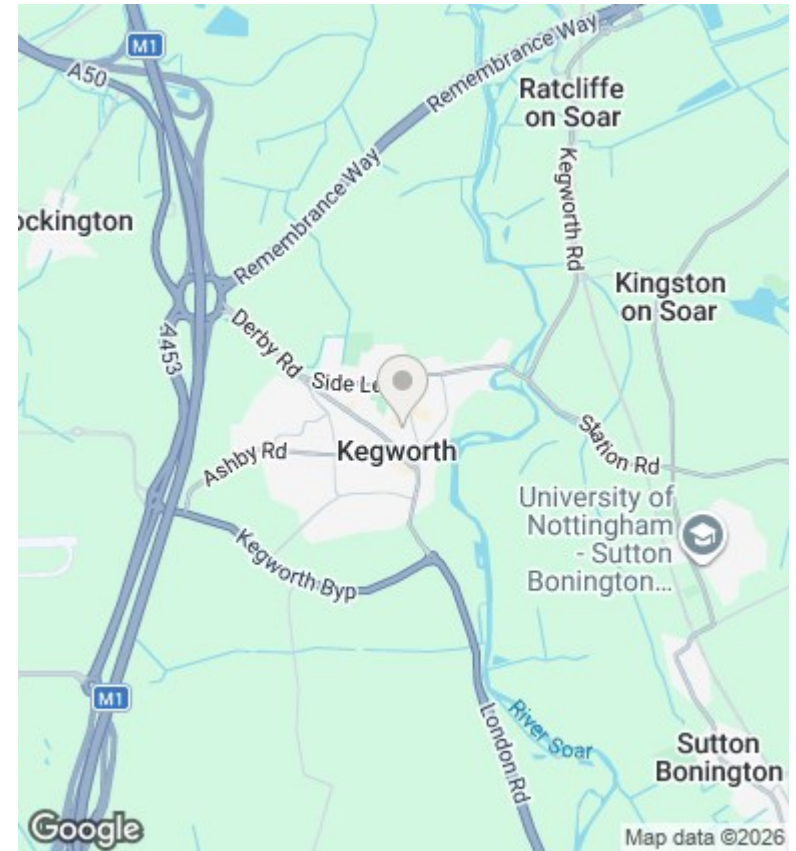 M1
A50
Remembrance Way
Ratcliffe
on Soar
ockington
Remembrance Way
Kegworth Rd
Kingston
on Soar
A453
Derby Rd
Side Le
Ashby Rd
Kegworth
Station Rd
University of
Nottingham
- Sutton
Bonington...
Kegworth Byp
M1
London Rd
River Soar
Sutton
Bonington
Google
Map data ©2026